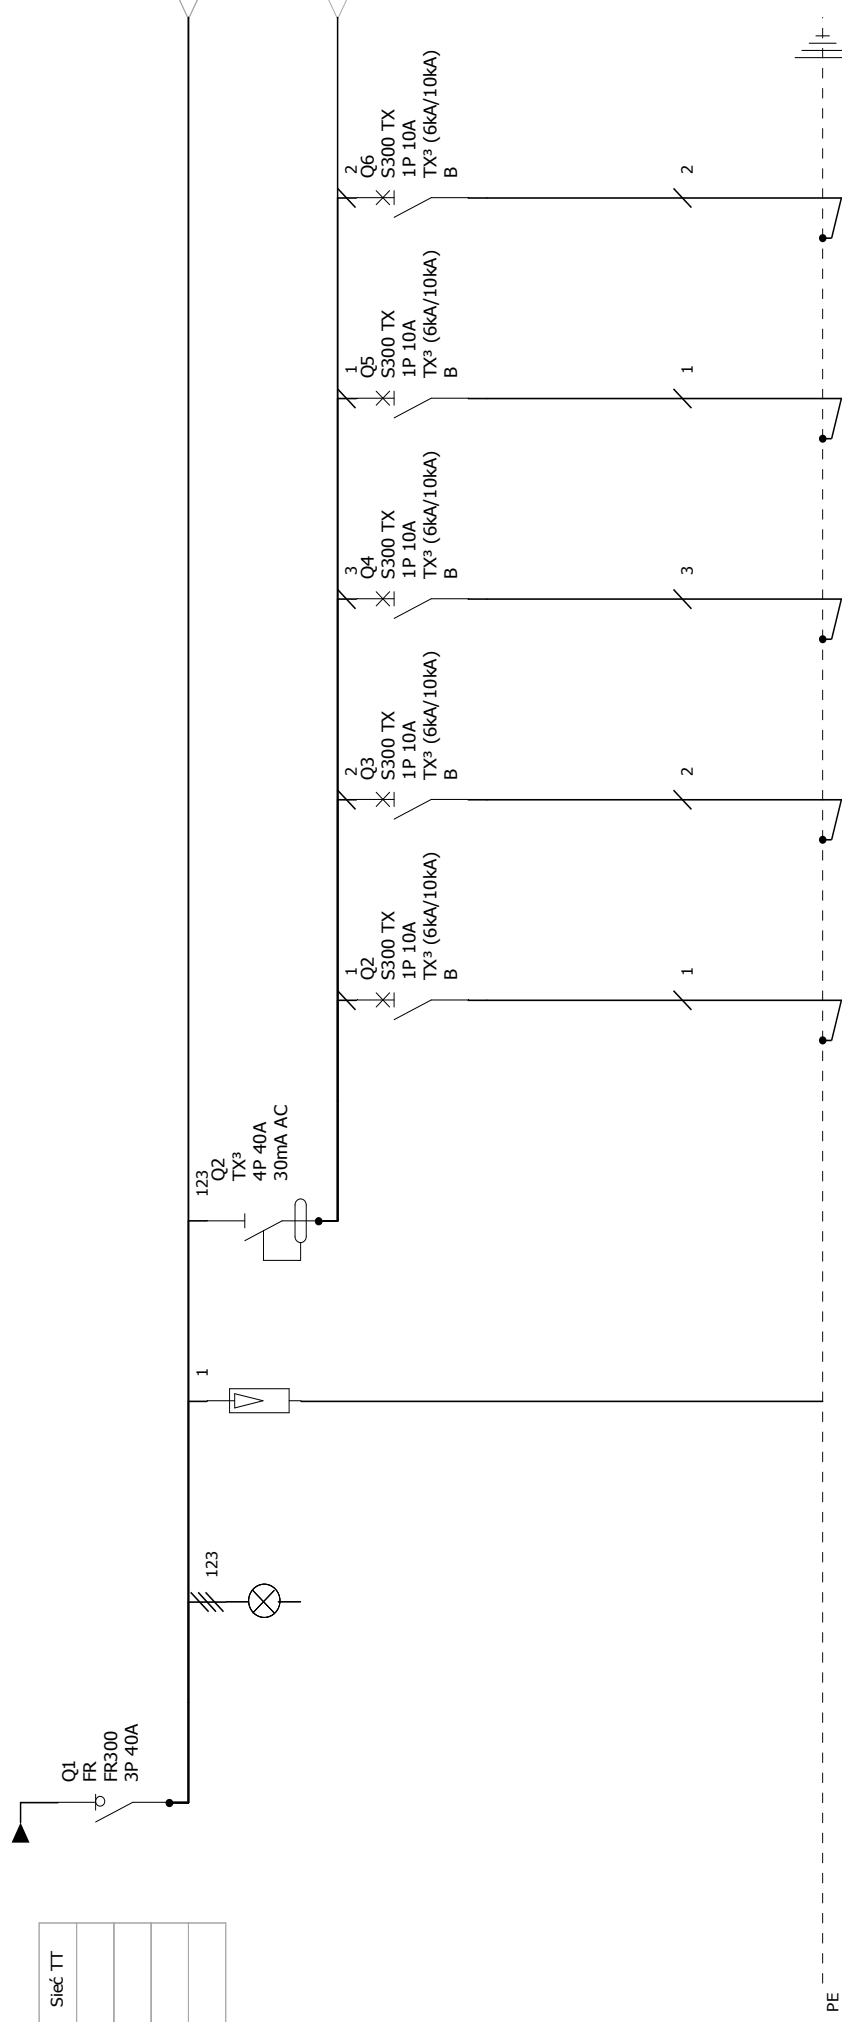 Sieć TT
Q1
FR
FR300
3P 40A
123
1
123
Q2
TX³
4P 40A
30mA AC
1
Q2
S300 TX
1P 10A
TX³ (6kA/10kA)
B
1
2
Q3
S300 TX
1P 10A
TX³ (6kA/10kA)
B
2
3
Q4
S300 TX
1P 10A
TX³ (6kA/10kA)
B
3
1
Q5
S300 TX
1P 10A
TX³ (6kA/10kA)
B
1
2
Q6
S300 TX
1P 10A
TX³ (6kA/10kA)
B
2
PE